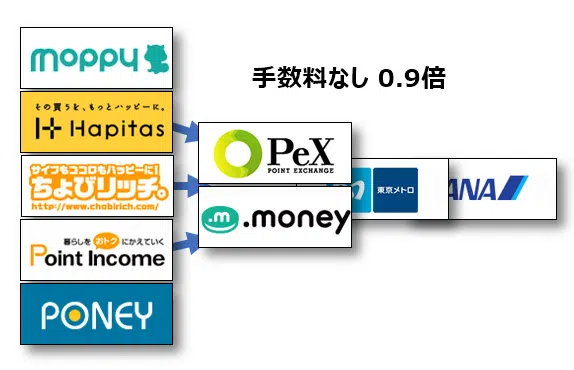 moppy
手数料なし 0.9倍
その買うを、もっとハッピーに。
Hapitas
PeX
POINT EXCHANGE
サイフもココロもハッピーに!
ちょびリッチ
http://www.chobirich.com/
東京メトロ
ANA
.m .money
暮らしを おトク にかえていく
Point Income
PONEY